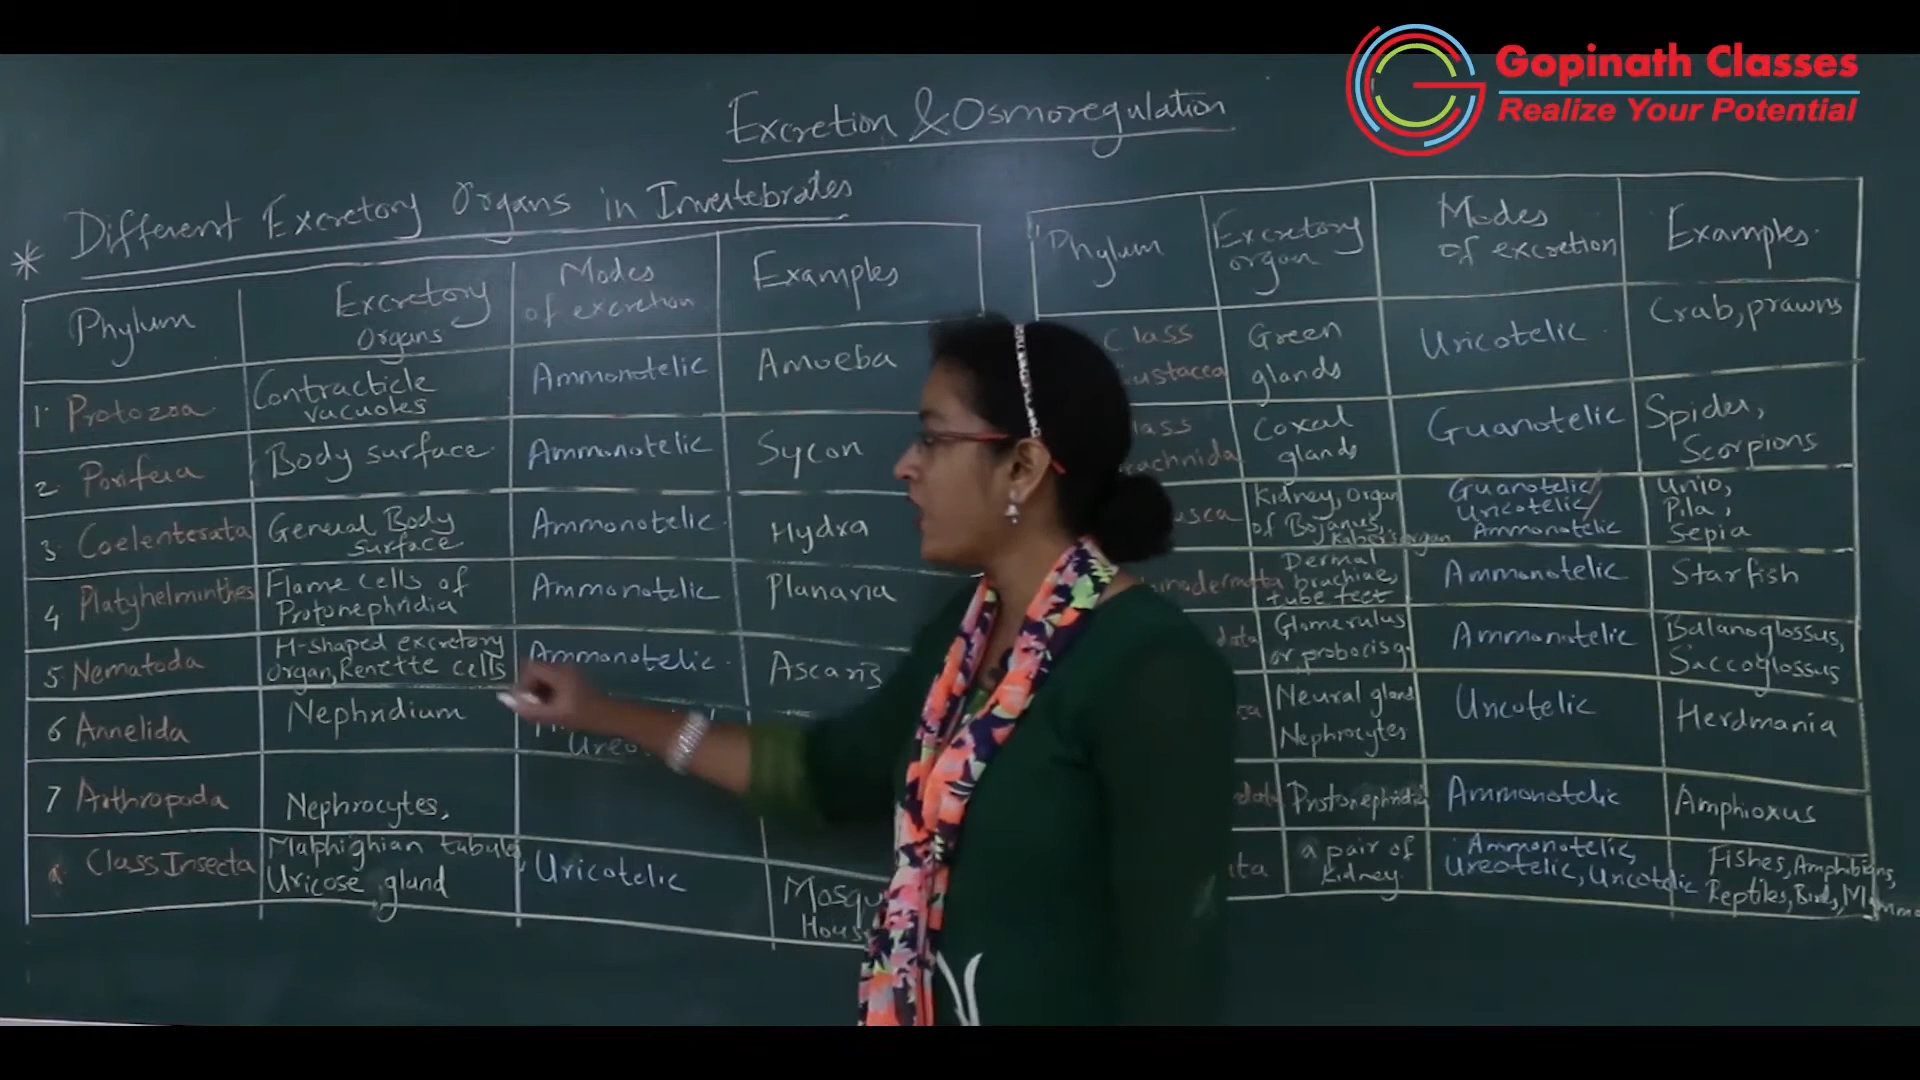 Gopinath Classes
Realize Your Potential
Excretion & Osmoregulation
* Different Excretory Organs in Invertebrates
Phylum
Excretory
Organs
Modes
of excretion
Examples
1. Protozoa
Contracticle
vacuoles
Ammonotelic
Amoeba
2. Porifera
Body surface
Ammonotelic
Sycon
3. Coelenterata
General Body
surface
Ammonotelic
Hydra
4 Platyhelminthes
Flame cells of
Protonephridia
Ammonotelic
Planaria
5. Nematoda
H-shaped excretory
organ, Renette cells
Ammonotelic
Ascaris
6 Annelida
Nephridium
7 Arthropoda
Nephrocytes,
Class Insecta
Malphighian tubule,
Uricose gland
Uricotelic
Phylum
Excretory
organ
Modes
of excretion
Examples
Class
Green
glands
Uricotelic
Crab, prawns
Coxal
glands
Guanotelic
Spider,
Scorpions
Kidney, Organ
of Bojanus,
Keber's organ
Guanotelic/
Uricotelic/
Ammonotelic
Unio,
Pila,
Sepia
Dermal
brachiae,
tube feet
Ammonotelic
Starfish
Glomerulus
or probocis g.
Ammonotelic
Balanoglossus,
Saccoglossus
Neural gland
Nephrocytes
Uricotelic
Herdmania
Protonephridia
Ammonotelic
Amphioxus
a pair of
kidney
Ammonotelic,
Ureotelic, Uricotelic
Fishes, Amphibians,
Reptiles, Birds,